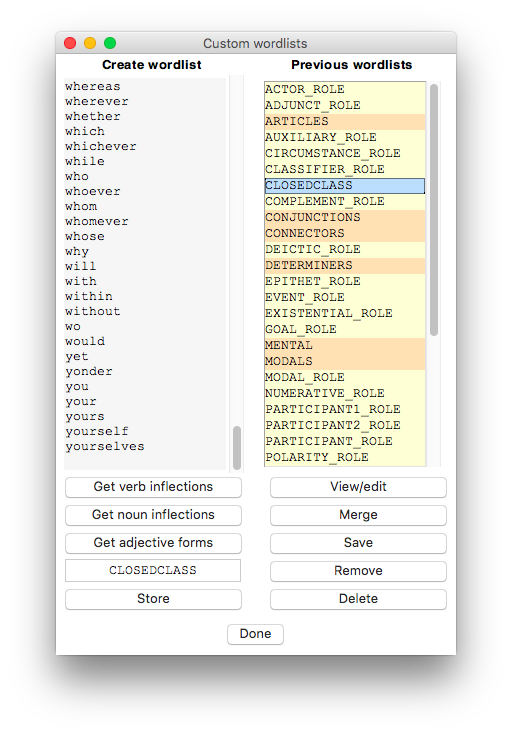 Custom wordlists
Create wordlist
whereas
wherever
whether
which
whichever
while
who
whoever
whom
whomever
whose
why
will
with
within
without
wo
would
yet
yonder
you
your
yours
yourself
yourselves
Get verb inflections
Get noun inflections
Get adjective forms
CLOSEDCLASS
Store
Previous wordlists
ACTOR_ROLE
ADJUNCT_ROLE
ARTICLES
AUXILIARY_ROLE
CIRCUMSTANCE_ROLE
CLASSIFIER_ROLE
CLOSEDCLASS
COMPLEMENT_ROLE
CONJUNCTIONS
CONNECTORS
DEICTIC_ROLE
DETERMINERS
EPITHET_ROLE
EVENT_ROLE
EXISTENTIAL_ROLE
GOAL_ROLE
MENTAL
MODALS
MODAL_ROLE
NUMERATIVE_ROLE
PARTICIPANT1_ROLE
PARTICIPANT2_ROLE
PARTICIPANT_ROLE
POLARITY_ROLE
View/edit
Merge
Save
Remove
Delete
Done